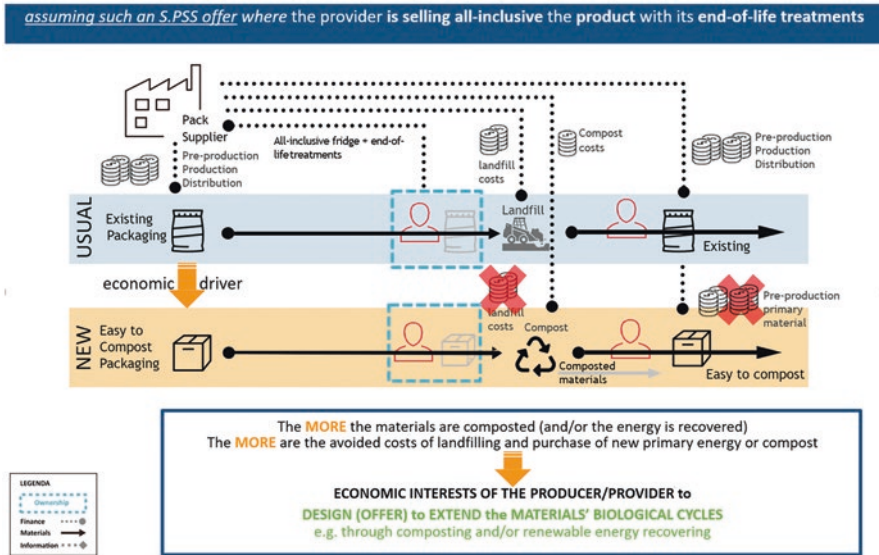 assuming such an S.PSS offer where the provider is selling all-inclusive the product with its end-of-life treatments
Pack
Supplier
All-inclusive fridge + end-of-
lifetreatments
landfill
costs
Compost
costs
Pre-production
Production
Distribution
Pre-production
Production
Distribution
USUAL
Existing
Packaging
Landfill
Existing
economic driver
landfill
costs
Pre-production
primary
material
NEW
Easy to
Compost
Packaging
Compost
Composted
materials
Easy to compost
The MORE the materials are composted (and/or the energy is recovered)
The MORE are the avoided costs of landfilling and purchase of new primary energy or compost
ECONOMIC INTERESTS OF THE PRODUCER/PROVIDER to
DESIGN (OFFER) to EXTEND the MATERIALS' BIOLOGICAL CYCLES
e.g. through composting and/or renewable energy recovering
LEGENDA
Ownership
Finance
Materials
Information